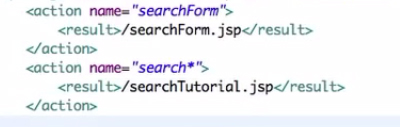 <action name="searchForm">
<result>/searchForm.jsp</result>
</action>
<action name="search*">
<result>/searchTutorial.jsp</result>
</action>